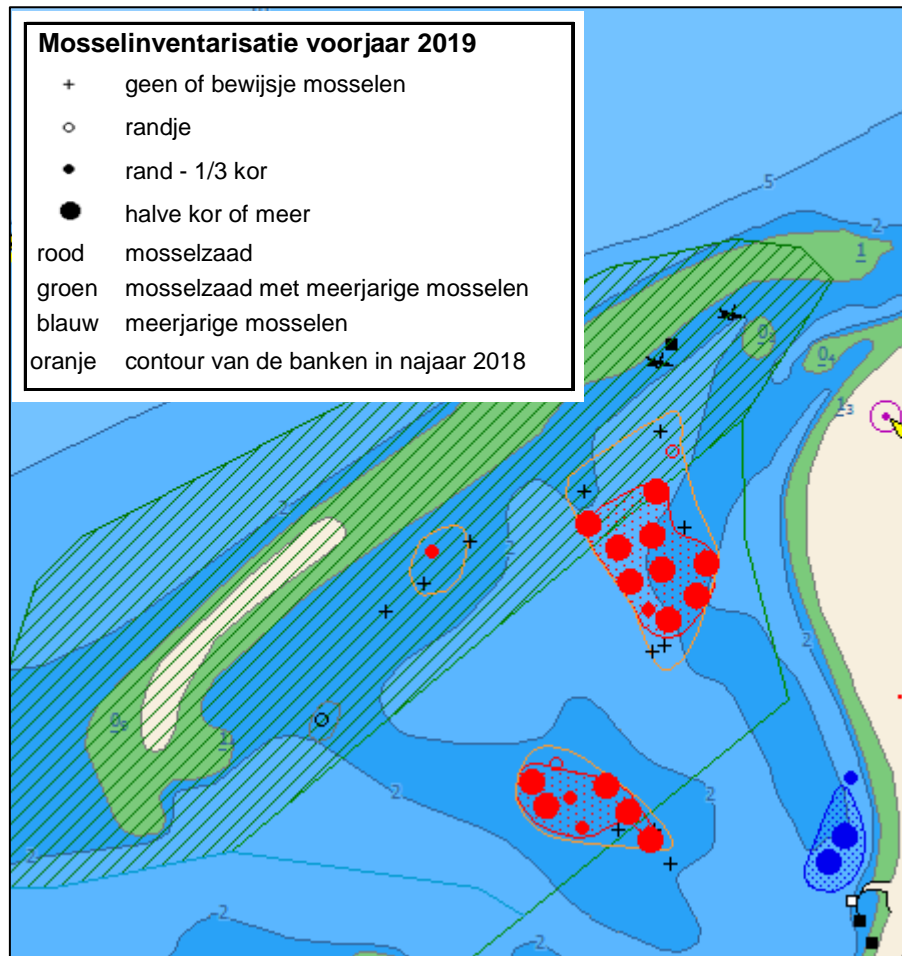 Mosselinventarisatie voorjaar 2019
geen of bewijsje mosselen
randje
rand - 1/3 kor
halve kor of meer
rood mosselzaad
groen mosselzaad met meerjarige mosselen
blauw meerjarige mosselen
oranje contour van de banken in najaar 2018
5
2
1
0₄
1₃
2
2
2
2
2
2
2
2